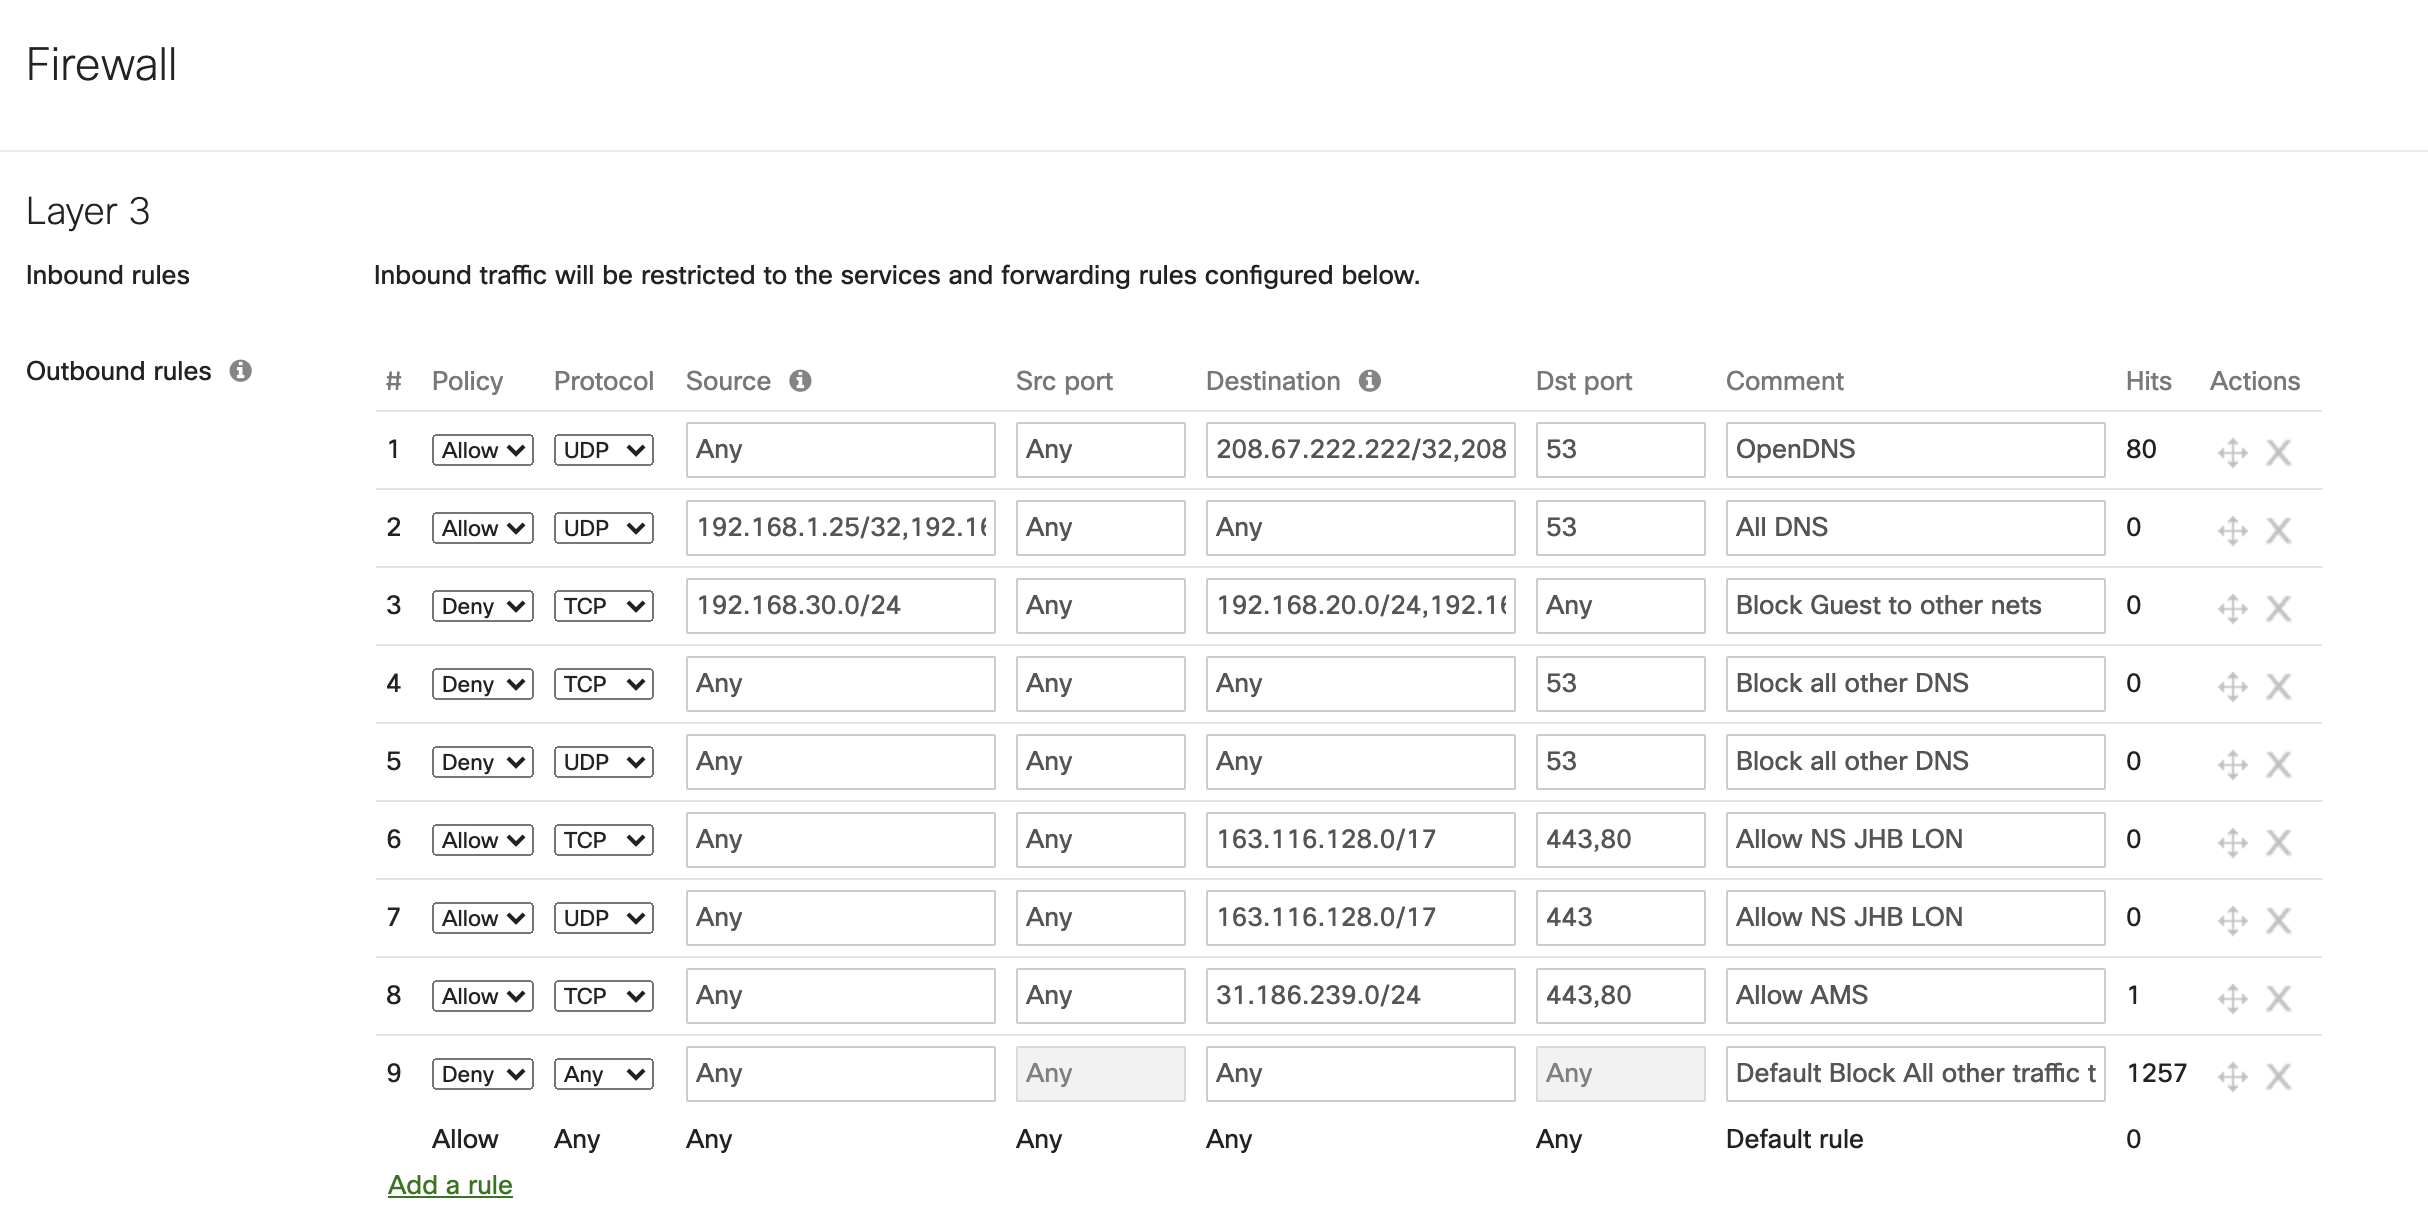 Firewall
Layer 3
Inbound rules Inbound traffic will be restricted to the services and forwarding rules configured below.
Outbound rules
# Policy Protocol Source Src port Destination Dst port Comment Hits Actions
1 Allow UDP Any Any 208.67.222.222/32,208 53 OpenDNS 80
2 Allow UDP 192.168.1.25/32,192.16 Any Any 53 All DNS 0
3 Deny TCP 192.168.30.0/24 Any 192.168.20.0/24,192.16 Any Block Guest to other nets 0
4 Deny TCP Any Any Any 53 Block all other DNS 0
5 Deny UDP Any Any Any 53 Block all other DNS 0
6 Allow TCP Any Any 163.116.128.0/17 443,80 Allow NS JHB LON 0
7 Allow UDP Any Any 163.116.128.0/17 443 Allow NS JHB LON 0
8 Allow TCP Any Any 31.186.239.0/24 443,80 Allow AMS 1
9 Deny Any Any Any Any Any Default Block All other traffic t 1257
Allow Any Any Any Any Any Default rule 0
Add a rule